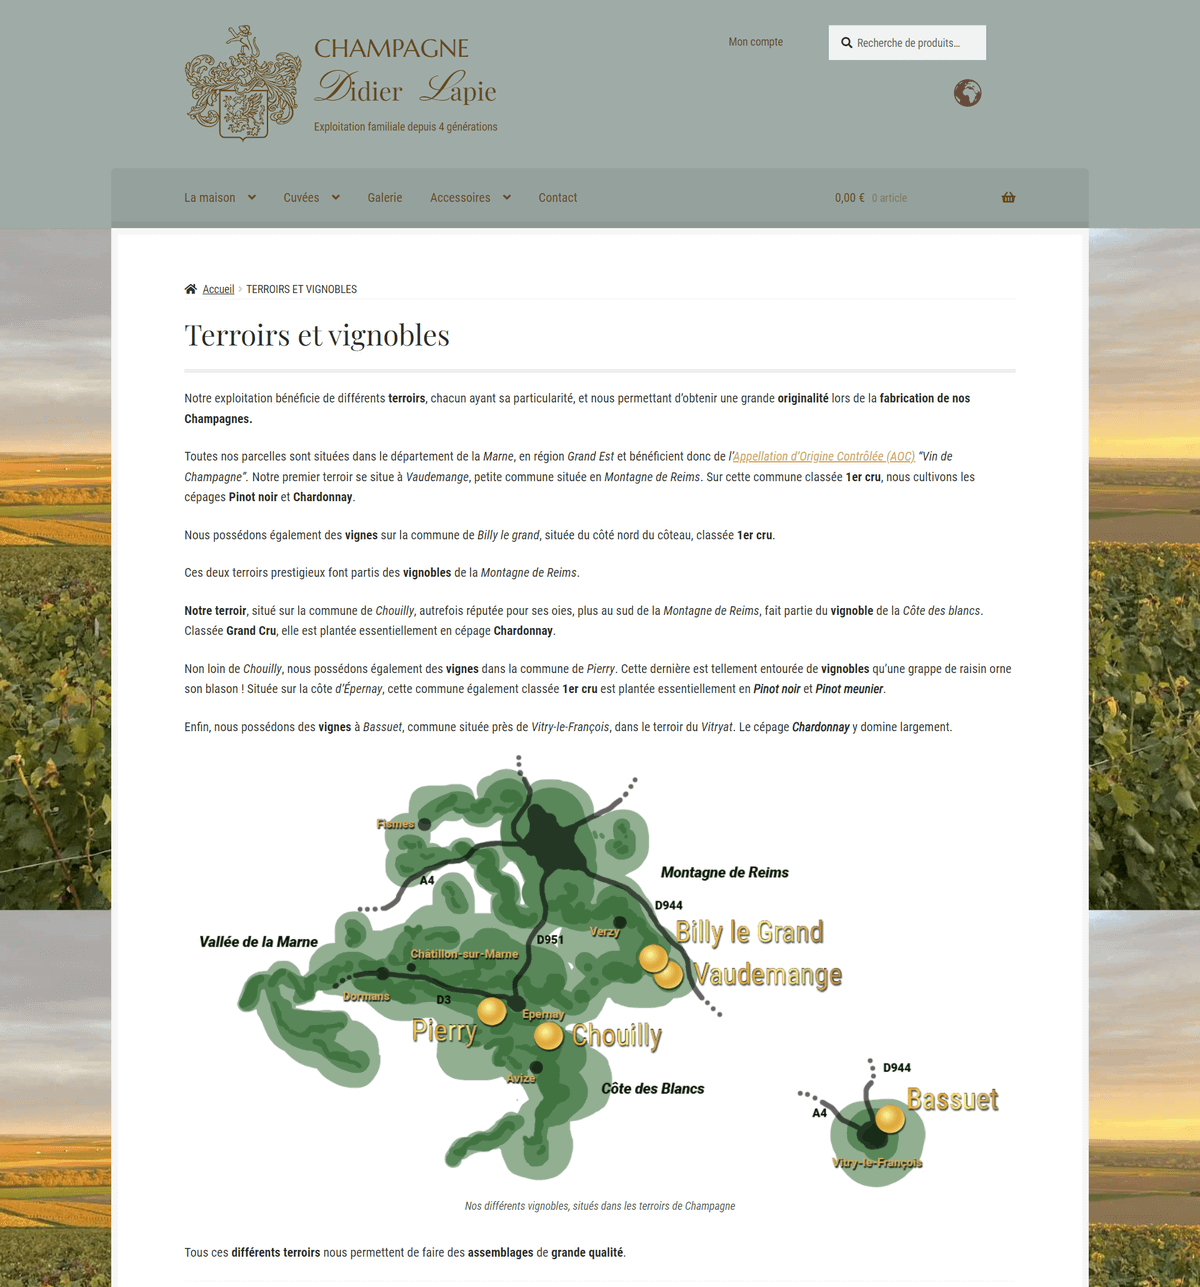 CHAMPAGNE
Didier Lapie
Exploitation familiale depuis 4 générations
Mon compte
Recherche de produits…
La maison
Cuvées
Galerie
Accessoires
Contact
0,00 € 0 article
Accueil > TERROIRS ET VIGNOBLES
Terroirs et vignobles
Notre exploitation bénéficie de différents terroirs, chacun ayant sa particularité, et nous permettant d’obtenir une grande originalité lors de la fabrication de nos
Champagnes.
Toutes nos parcelles sont situées dans le département de la Marne, en région Grand Est et bénéficient donc de l’Appellation d’Origine Contrôlée (AOC) “Vin de
Champagne”. Notre premier terroir se situe à Vaudemange, petite commune située en Montagne de Reims. Sur cette commune classée 1er cru, nous cultivons les
cépages Pinot noir et Chardonnay.
Nous possédons également des vignes sur la commune de Billy le grand, située du côté nord du côteau, classée 1er cru.
Ces deux terroirs prestigieux font partis des vignobles de la Montagne de Reims.
Notre terroir, situé sur la commune de Chouilly, autrefois réputée pour ses oies, plus au sud de la Montagne de Reims, fait partie du vignoble de la Côte des blancs.
Classée Grand Cru, elle est plantée essentiellement en cépage Chardonnay.
Non loin de Chouilly, nous possédons également des vignes dans la commune de Pierry. Cette dernière est tellement entourée de vignobles qu’une grappe de raisin orne
son blason ! Située sur la côte d’Épernay, cette commune également classée 1er cru est plantée essentiellement en Pinot noir et Pinot meunier.
Enfin, nous possédons des vignes à Bassuet, commune située près de Vitry-le-François, dans le terroir du Vitryat. Le cépage Chardonnay y domine largement.
Fismes
A4
Montagne de Reims
D944
Verzy
Billy le Grand
D951
Vallée de la Marne
Châtillon-sur-Marne
Vaudemange
Dormans
D3
Épernay
Pierry
Chouilly
Avize
Côte des Blancs
D944
Bassuet
A4
Vitry-le-François
Nos différents vignobles, situés dans les terroirs de Champagne
Tous ces différents terroirs nous permettent de faire des assemblages de grande qualité.